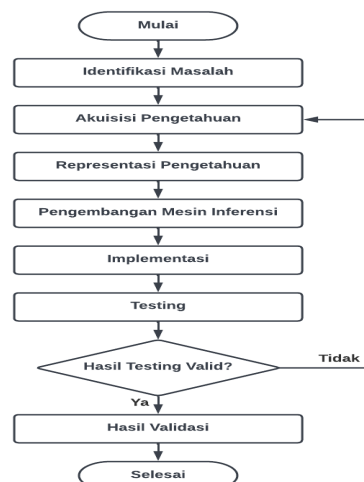 Mulai
Identifikasi Masalah
Akuisisi Pengetahuan
Representasi Pengetahuan
Pengembangan Mesin Inferensi
Implementasi
Testing
Hasil Testing Valid?
Tidak
Ya
Hasil Validasi
Selesai